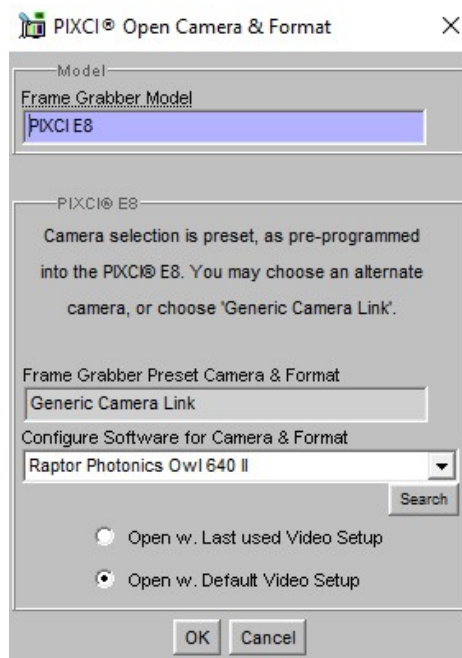 PIXCI® Open Camera & Format
Model
Frame Grabber Model
PIXCI E8
PIXCI® E8
Camera selection is preset, as pre-programmed
into the PIXCI® E8. You may choose an alternate
camera, or choose 'Generic Camera Link'.
Frame Grabber Preset Camera & Format
Generic Camera Link
Configure Software for Camera & Format
Raptor Photonics Owl 640 II
Search
Open w. Last used Video Setup
Open w. Default Video Setup
OK Cancel